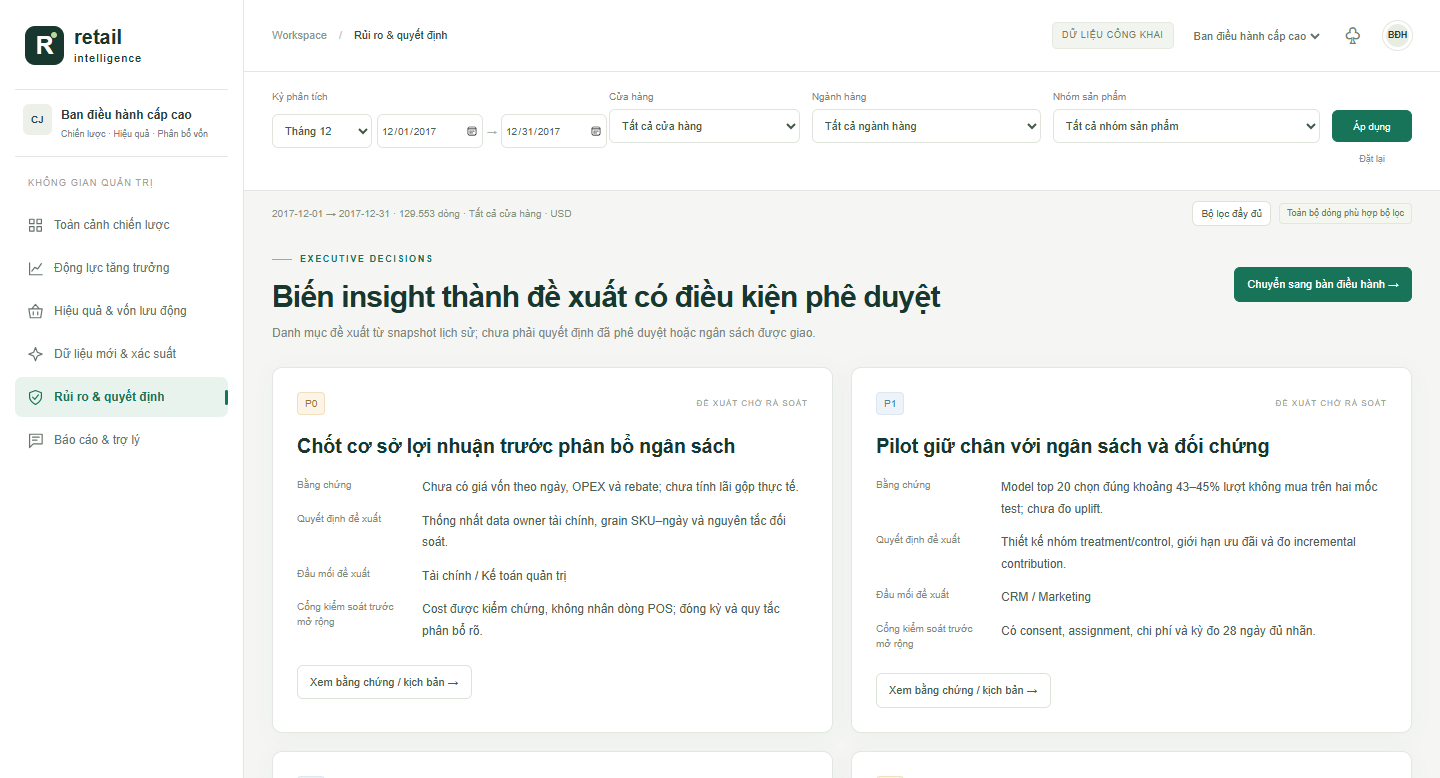 R
retail
intelligence
CJ
Ban điều hành cấp cao
Chiến lược · Hiệu quả · Phân bổ vốn
KHÔNG GIAN QUẢN TRỊ
Toàn cảnh chiến lược
Động lực tăng trưởng
Hiệu quả & vốn lưu động
Dữ liệu mới & xác suất
Rủi ro & quyết định
Báo cáo & trợ lý
Workspace / Rủi ro & quyết định
DỮ LIỆU CÔNG KHAI
Ban điều hành cấp cao
BĐH
Kỳ phân tích
Tháng 12
12/01/2017
→
12/31/2017
Cửa hàng
Tất cả cửa hàng
Ngành hàng
Tất cả ngành hàng
Nhóm sản phẩm
Tất cả nhóm sản phẩm
Áp dụng
Đặt lại
2017-12-01 → 2017-12-31 · 129.553 dòng · Tất cả cửa hàng · USD
Bộ lọc đầy đủ
Toàn bộ dòng phù hợp bộ lọc
EXECUTIVE DECISIONS
Biến insight thành đề xuất có điều kiện phê duyệt
Danh mục đề xuất từ snapshot lịch sử; chưa phải quyết định đã phê duyệt hoặc ngân sách được giao.
Chuyển sang bàn điều hành →
P0
ĐỀ XUẤT CHỜ RÀ SOÁT
Chốt cơ sở lợi nhuận trước phân bổ ngân sách
Bằng chứng
Chưa có giá vốn theo ngày, OPEX và rebate; chưa tính lãi gộp thực tế.
Quyết định đề xuất
Thống nhất data owner tài chính, grain SKU–ngày và nguyên tắc đối
soát.
Đầu mối đề xuất
Tài chính / Kế toán quản trị
Cổng kiểm soát trước
mở rộng
Cost được kiểm chứng, không nhân dòng POS; đóng kỳ và quy tắc
phân bổ rõ.
Xem bằng chứng / kịch bản →
P1
ĐỀ XUẤT CHỜ RÀ SOÁT
Pilot giữ chân với ngân sách và đối chứng
Bằng chứng
Model top 20 chọn đúng khoảng 43–45% lượt không mua trên hai mốc
test; chưa đo uplift.
Quyết định đề xuất
Thiết kế nhóm treatment/control, giới hạn ưu đãi và đo incremental
contribution.
Đầu mối đề xuất
CRM / Marketing
Cổng kiểm soát trước
mở rộng
Có consent, assignment, chi phí và kỳ đo 28 ngày đủ nhãn.
Xem bằng chứng / kịch bản →